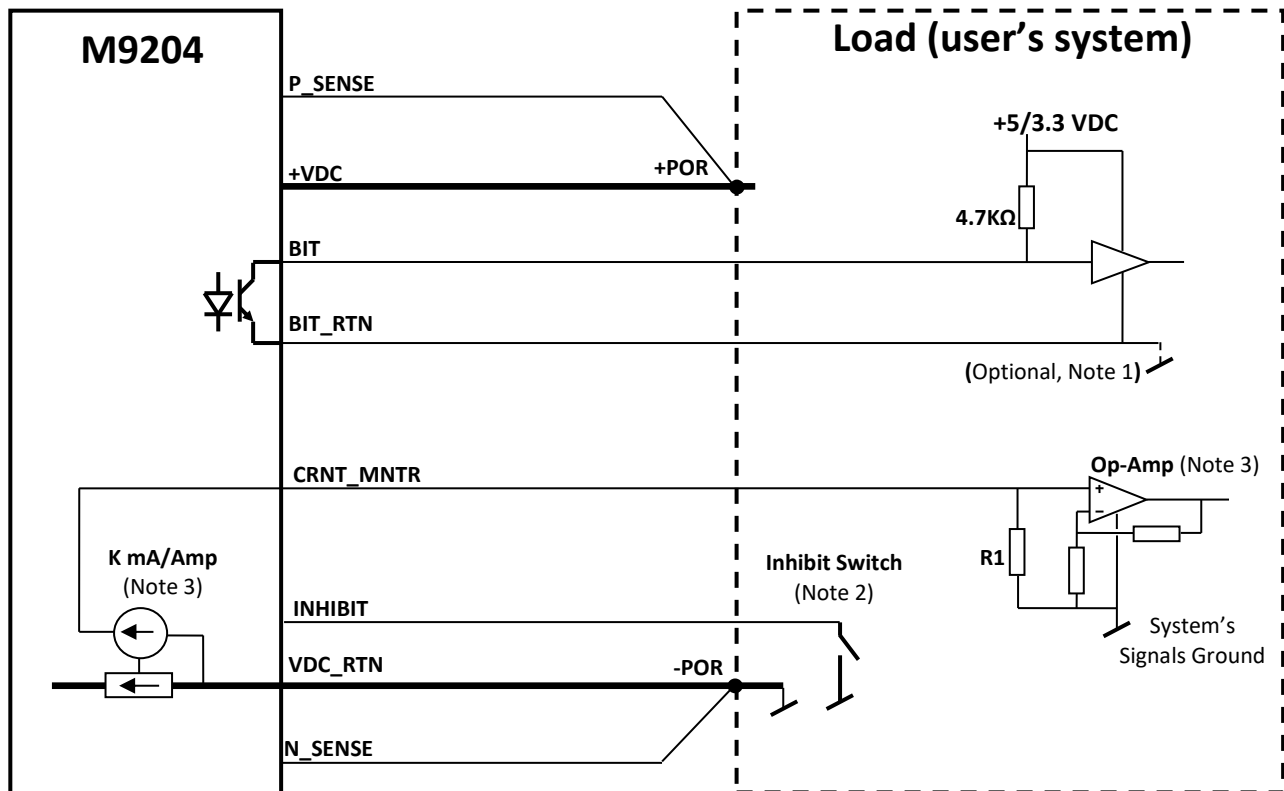 M9204
Load (user's system)
P_SENSE
+5/3.3 VDC
+VDC
+POR
4.7KΩ
BIT
BIT_RTN
(Optional, Note 1)
CRNT_MNTR
Op-Amp (Note 3)
+
−
K mA/Amp
(Note 3)
R1
Inhibit Switch
(Note 2)
INHIBIT
System's
Signals Ground
VDC_RTN
-POR
N_SENSE